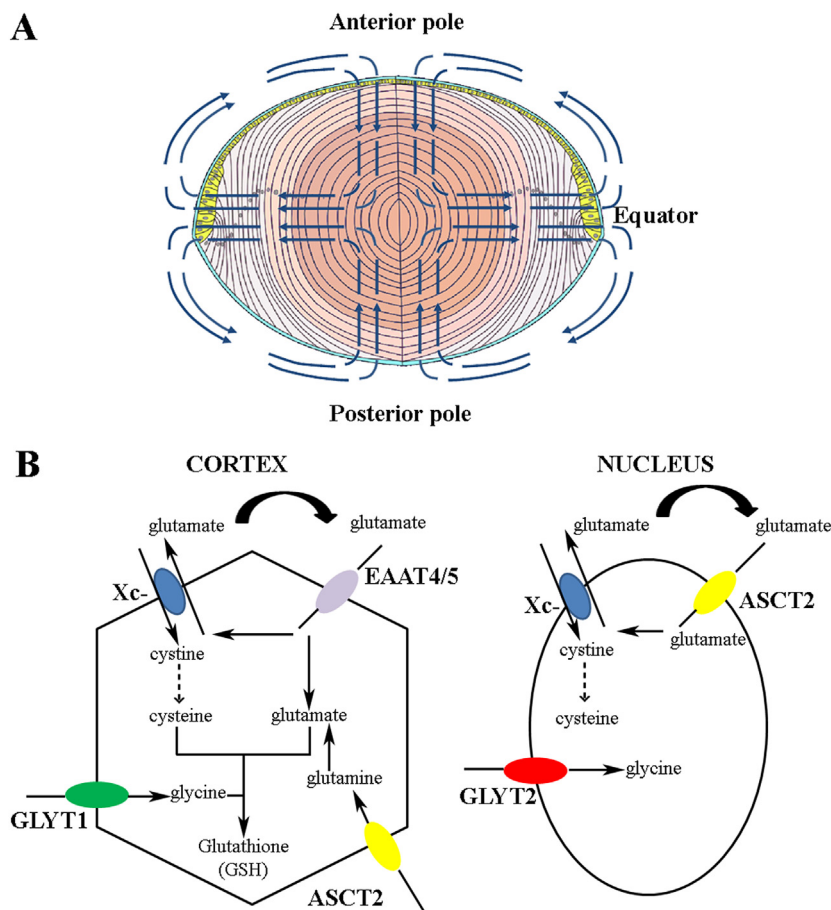 A
Anterior pole
Equator
Posterior pole
B
CORTEX
glutamate
glutamate
EAAT4/5
Xc-
cystine
cysteine
glutamate
glutamine
glycine
GLYT1
Glutathione
(GSH)
ASCT2
NUCLEUS
glutamate
glutamate
Xc-
ASCT2
cystine
glutamate
cysteine
glycine
GLYT2